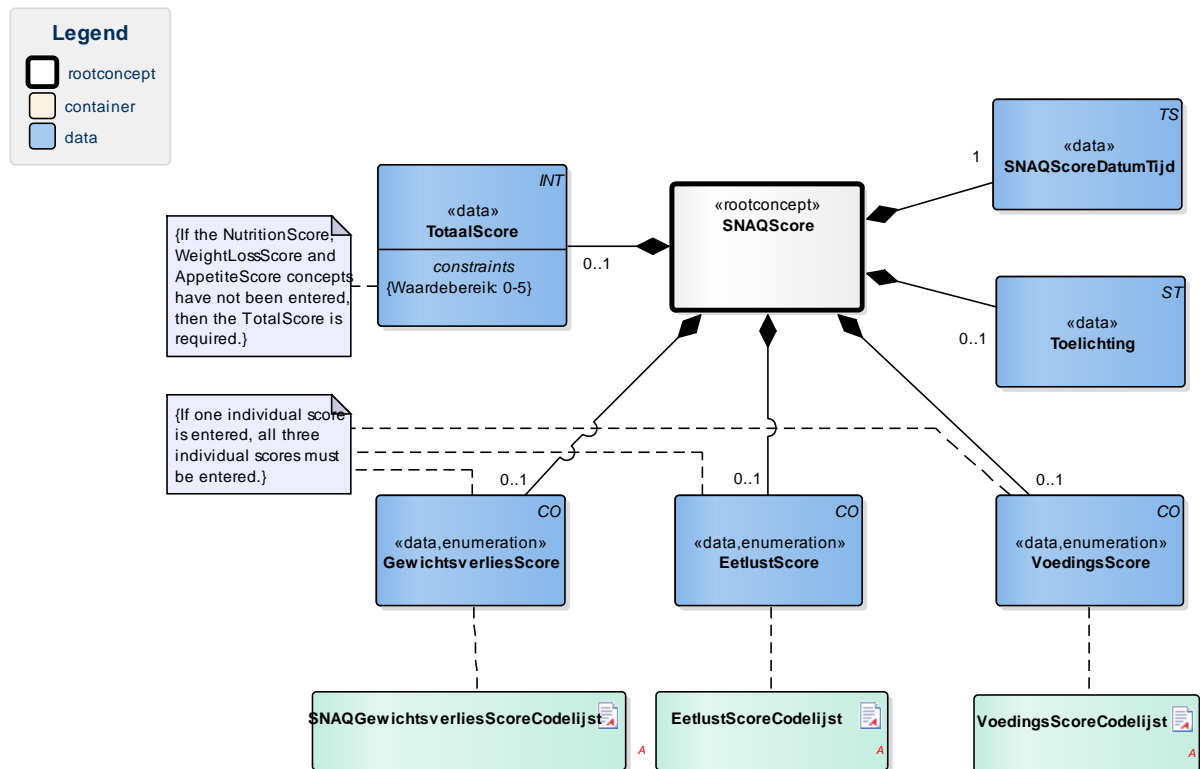 Legend
rootconcept
container
data
TS
«data»
SNAQScoreDatumTijd
1
INT
«data»
TotaalScore
constraints
{Waardebereik: 0-5}
0..1
«rootconcept»
SNAQScore
{If the NutritionScore,
WeightLossScore and
AppetiteScore concepts
have not been entered,
then the TotalScore is
required.}
ST
«data»
Toelichting
0..1
{If one individual score
is entered, all three
individual scores must
be entered.}
0..1
0..1
0..1
CO
«data,enumeration»
GewichtsverliesScore
CO
«data,enumeration»
EetlustScore
CO
«data,enumeration»
VoedingsScore
SNAQGewichtsverliesScoreCodelijst
A
EetlustScoreCodelijst
A
VoedingsScoreCodelijst
A